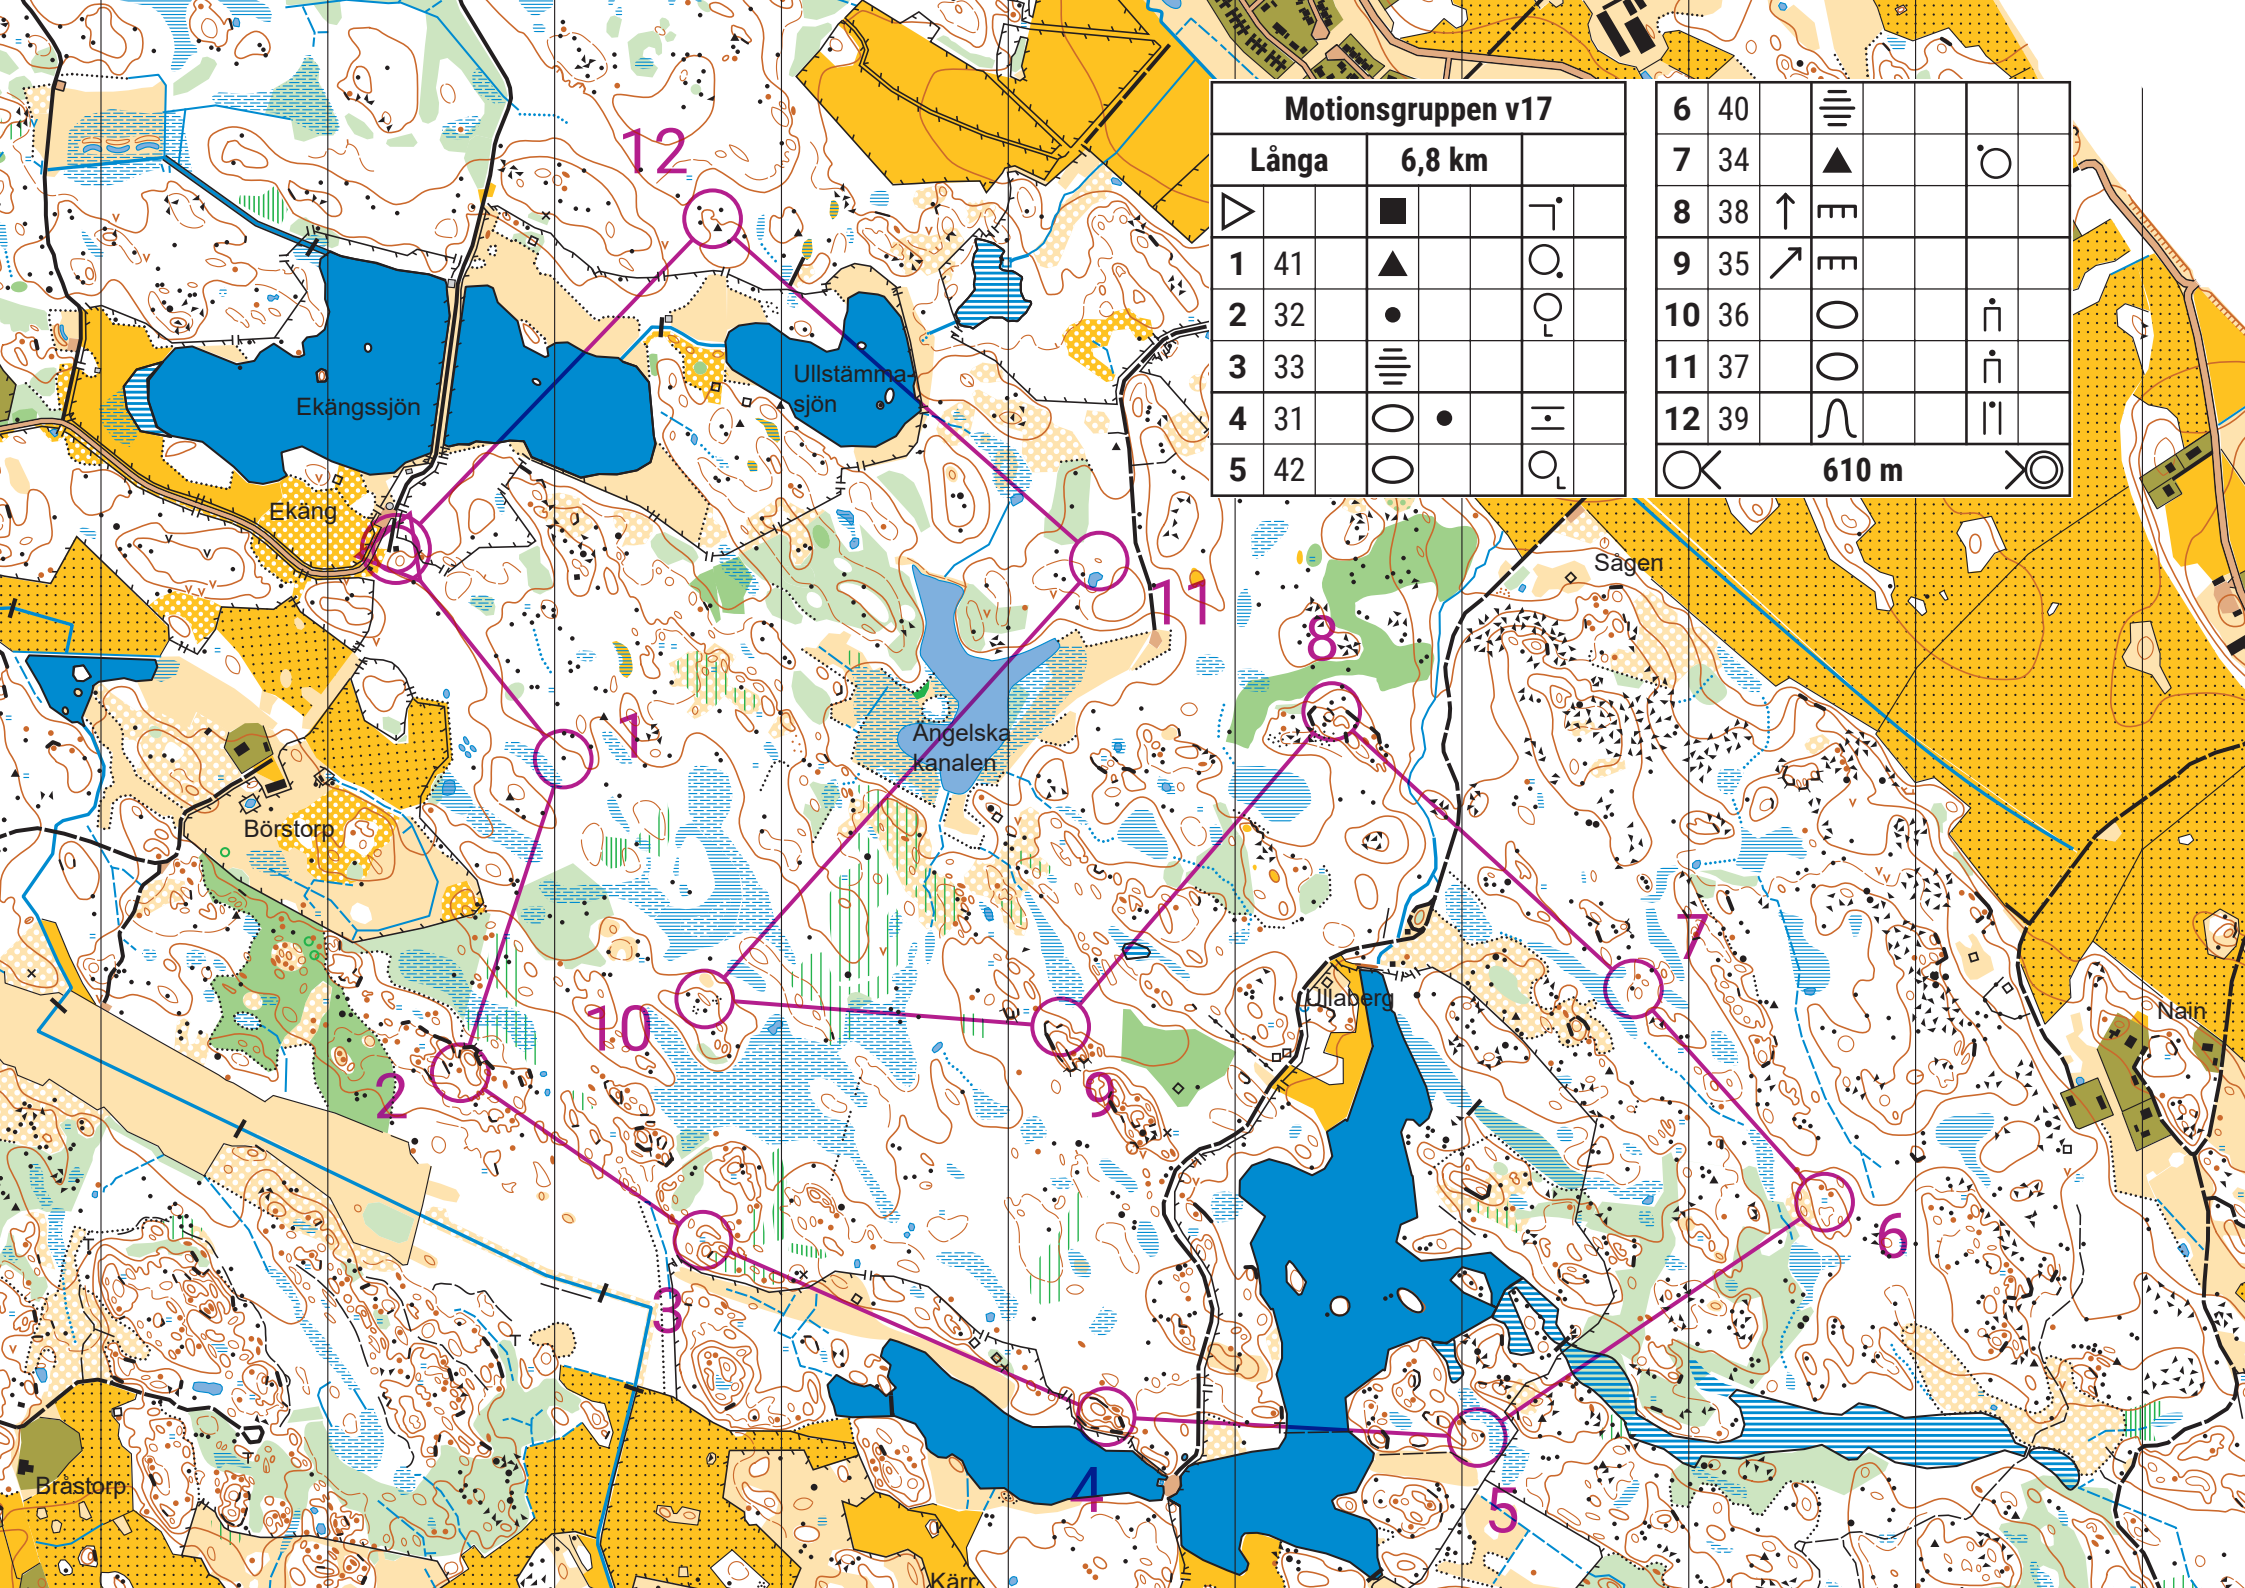 Motionsgruppen v17
Långa 6,8 km
1 41
2 32
3 33
4 31
5 42
6 40
7 34
8 38
9 35
10 36
11 37
12 39
610 m
12
Ullstämma-
sjön
Ekängssjön
Ekäng
Sågen
11
8
1
Ängelska
kanalen
Börstorp
7
10
Ullaberg
Nain
2
9
6
3
4
5
Bråstorp
Kärr